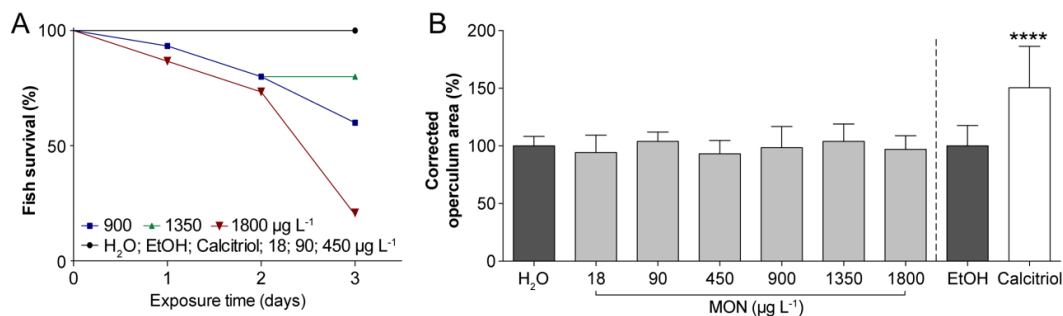 A
Fish survival (%)
100
50
0
900 1350 1800 µg L⁻¹
H₂O; EtOH; Calcitriol; 18; 90; 450 µg L⁻¹
0 1 2 3
Exposure time (days)
B
Corrected
operculum area (%)
200
150
100
50
0
****
H₂O 18 90 450 900 1350 1800 EtOH Calcitriol
MON (µg L⁻¹)